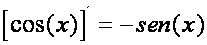 [cos(x)]' = −sen(x)